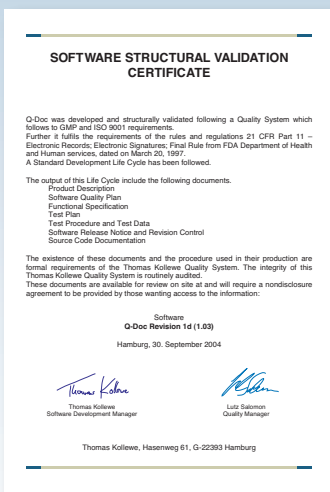 SOFTWARE STRUCTURAL VALIDATION
CERTIFICATE
Q-Doc was developed and structurally validated following a Quality System which
follows to GMP and ISO 9001 requirements.
Further it fulfils the requirements of the rules and regulations 21 CFR Part 11 –
Electronic Records; Electronic Signatures; Final Rule from FDA Department of Health
and Human services, dated on March 20, 1997.
A Standard Development Life Cycle has been followed.
The output of this Life Cycle include the following documents.
Product Description
Software Quality Plan
Functional Specification
Test Plan
Test Procedure and Test Data
Software Release Notice and Revision Control
Source Code Documentation
The existence of these documents and the procedure used in their production are
formal requirements of the Thomas Kollewe Quality System. The integrity of this
Thomas Kollewe Quality System is routinely audited.
These documents are available for review on site at and will require a nondisclosure
agreement to be provided by those wanting access to the information:
Software
Q-Doc Revision 1d (1.03)
Hamburg, 30. September 2004
Thomas Kollewe
Thomas Kollewe
Software Development Manager
Lutz Salomon
Quality Manager
Thomas Kollewe, Hasenweg 61, G-22393 Hamburg